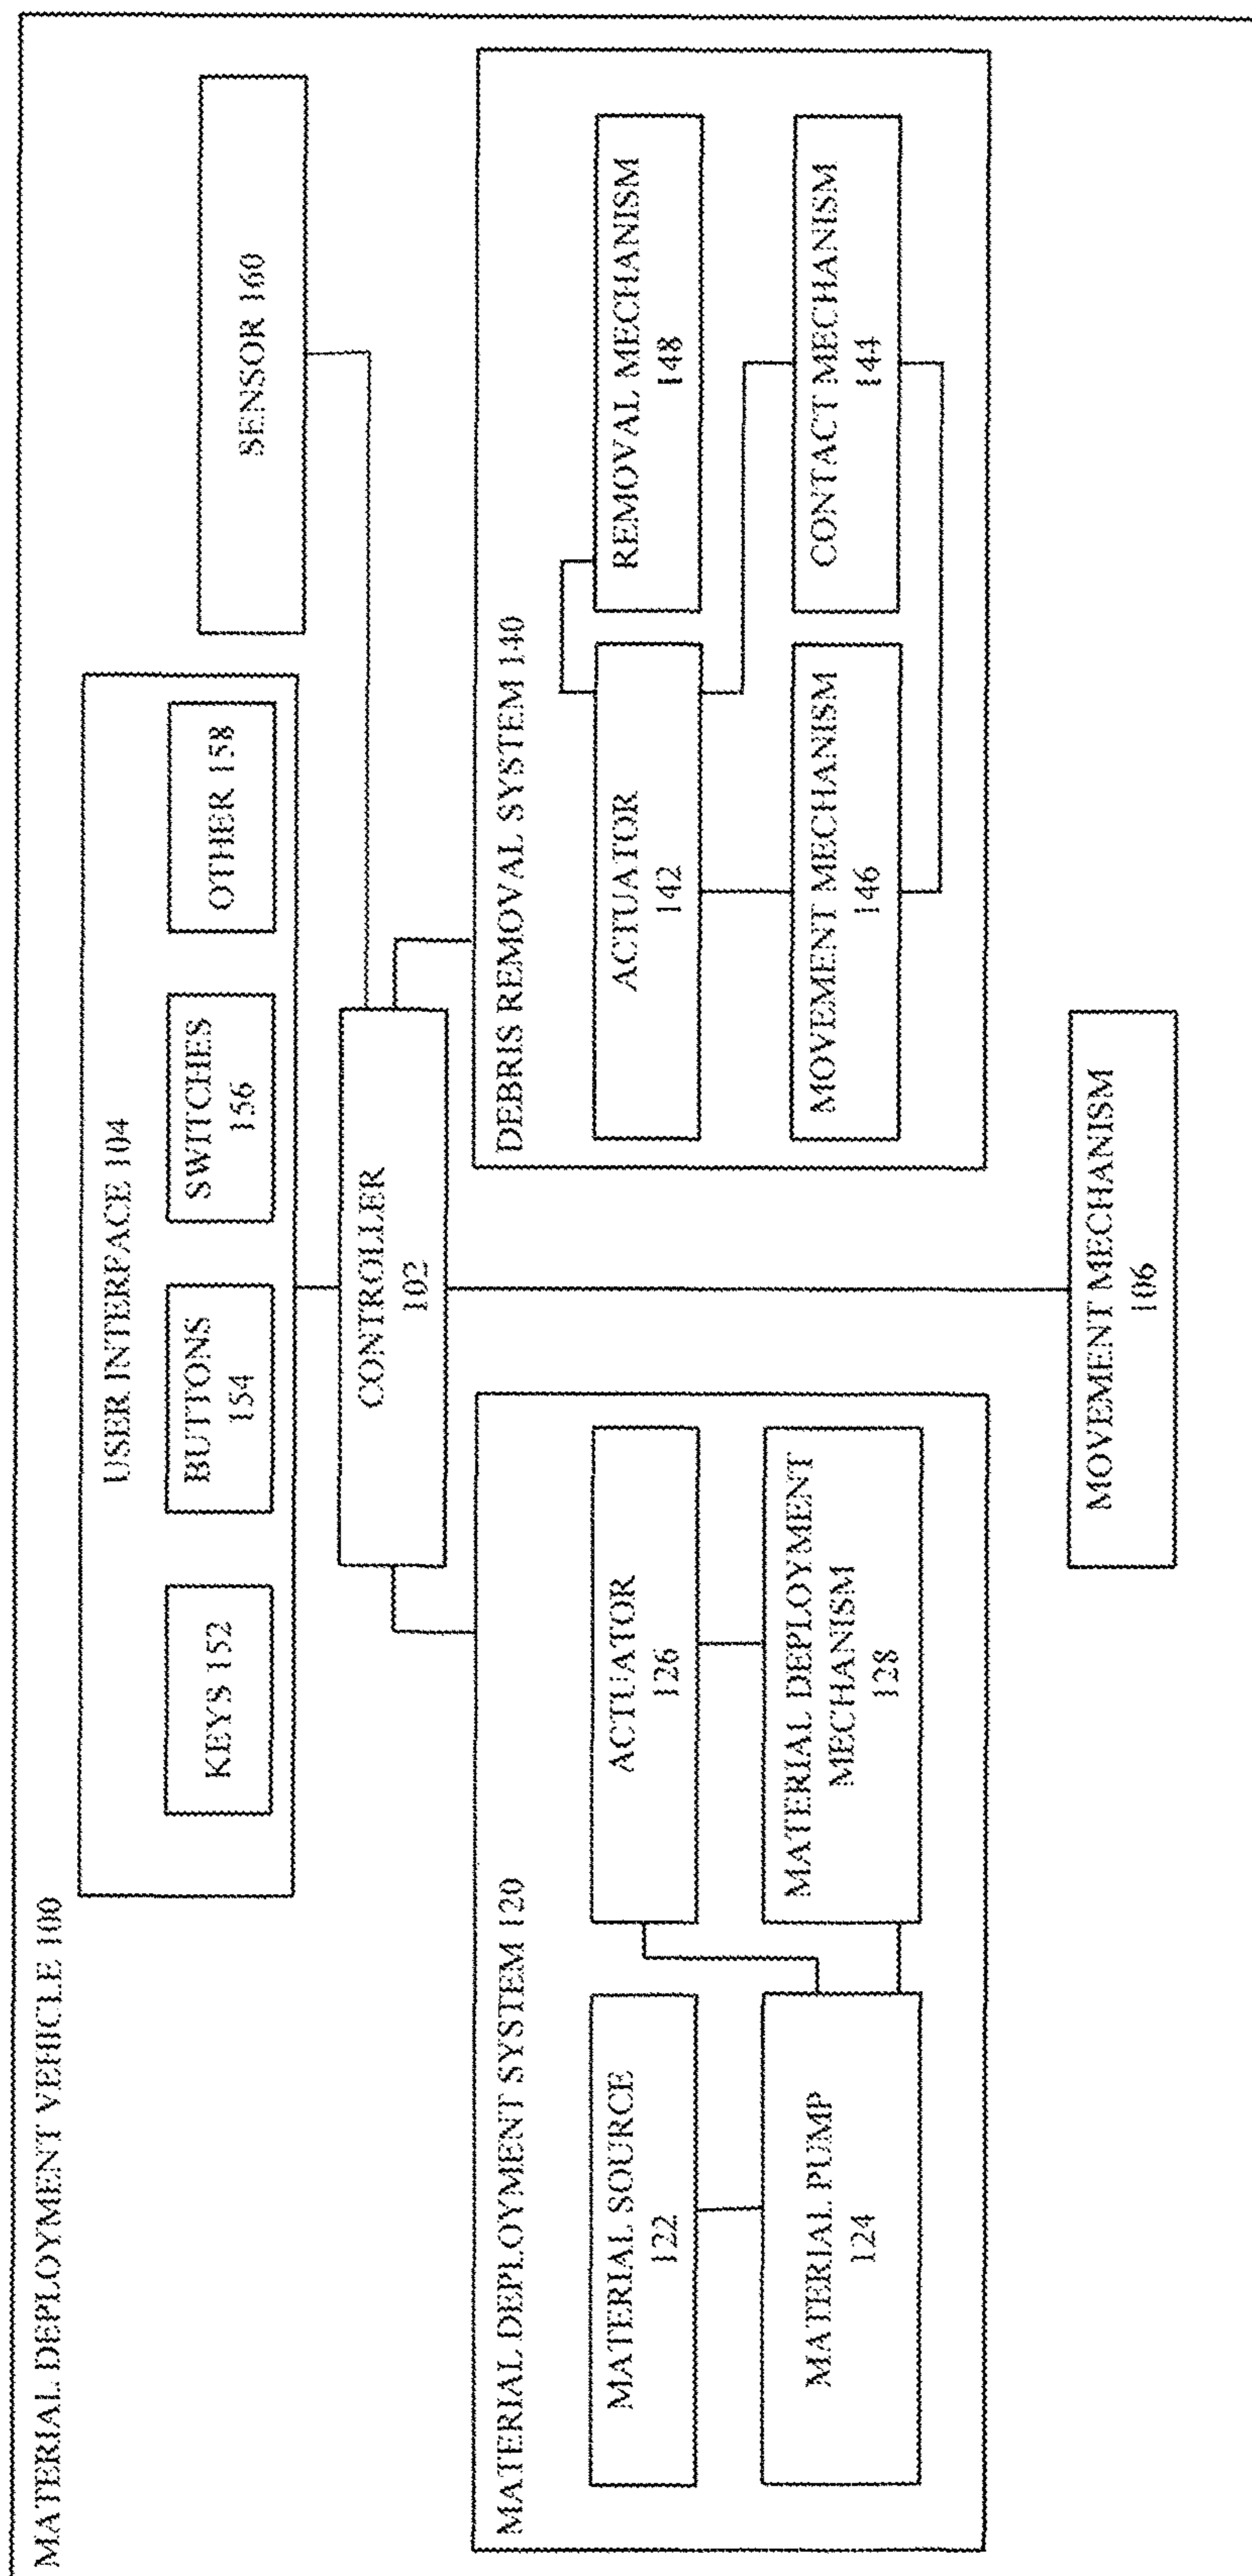 MATERIAL DEPLOYMENT VEHICLE 100
USER INTERFACE 104
KEYS 152
BUTTONS
154
SWITCHES
156
OTHER 158
SENSOR 160
CONTROLLER
102
MATERIAL DEPLOYMENT SYSTEM 120
MATERIAL SOURCE
122
ACTUATOR
126
MATERIAL PUMP
124
MATERIAL DEPLOYMENT
MECHANISM
128
DEBRIS REMOVAL SYSTEM 140
ACTUATOR
142
REMOVAL MECHANISM
148
MOVEMENT MECHANISM
146
CONTACT MECHANISM
144
MOVEMENT MECHANISM
106